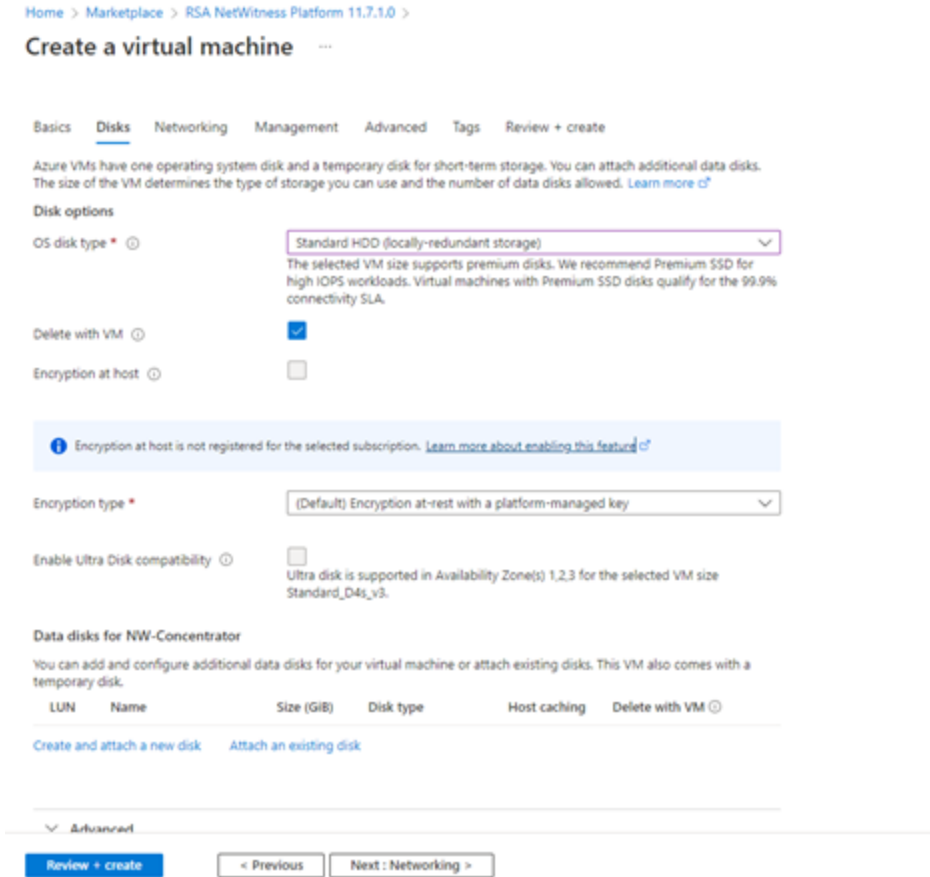 Home > Marketplace > RSA NetWitness Platform 11.7.1.0 >
Create a virtual machine ...
Basics Disks Networking Management Advanced Tags Review + create
Azure VMs have one operating system disk and a temporary disk for short-term storage. You can attach additional data disks.
The size of the VM determines the type of storage you can use and the number of data disks allowed. Learn more
Disk options
OS disk type * Standard HDD (locally-redundant storage)
The selected VM size supports premium disks. We recommend Premium SSD for
high IOPS workloads. Virtual machines with Premium SSD disks qualify for the 99.9%
connectivity SLA.
Delete with VM
Encryption at host
Encryption at host is not registered for the selected subscription. Learn more about enabling this feature
Encryption type * (Default) Encryption at-rest with a platform-managed key
Enable Ultra Disk compatibility
Ultra disk is supported in Availability Zone(s) 1,2,3 for the selected VM size
Standard_D4s_v3.
Data disks for NW-Concentrator
You can add and configure additional data disks for your virtual machine or attach existing disks. This VM also comes with a
temporary disk.
LUN Name Size (GiB) Disk type Host caching Delete with VM
Create and attach a new disk Attach an existing disk
Advanced
Review + create < Previous Next : Networking >